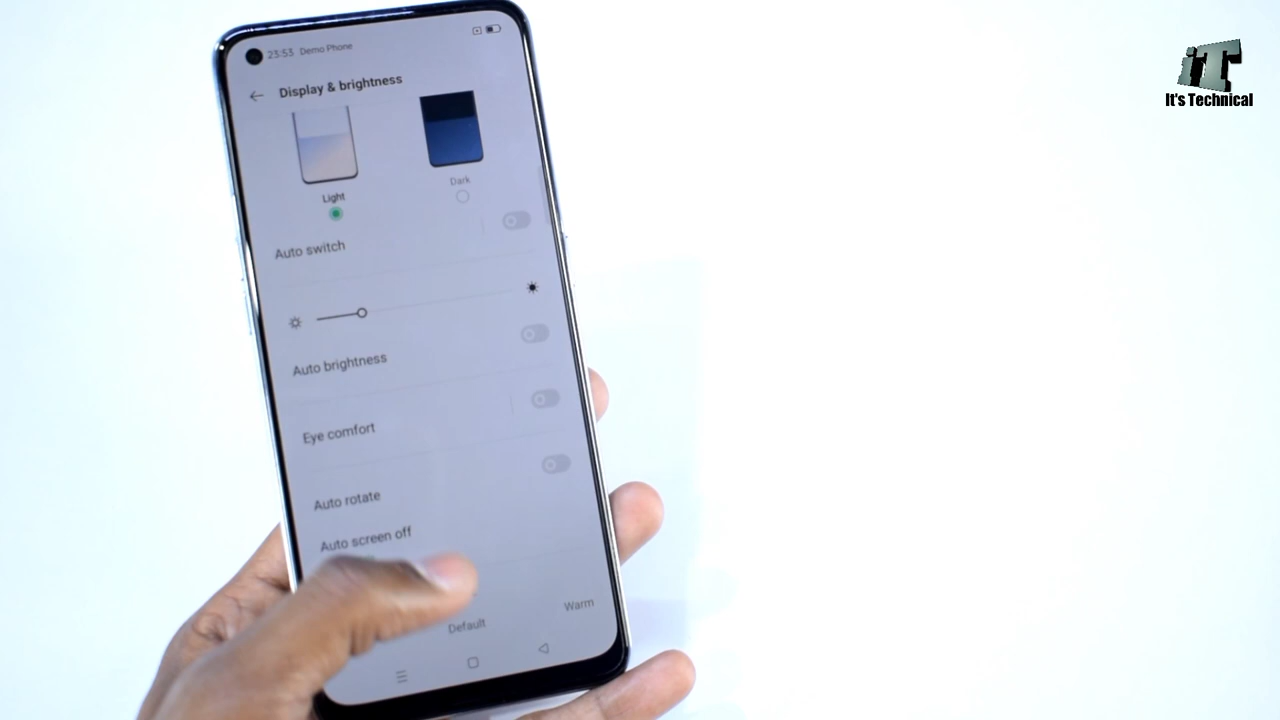 23:53 Demo Phone
Display & brightness
Light
Dark
Auto switch
Auto brightness
Eye comfort
Auto rotate
Auto screen off
Default
Warm
iT
It's Technical